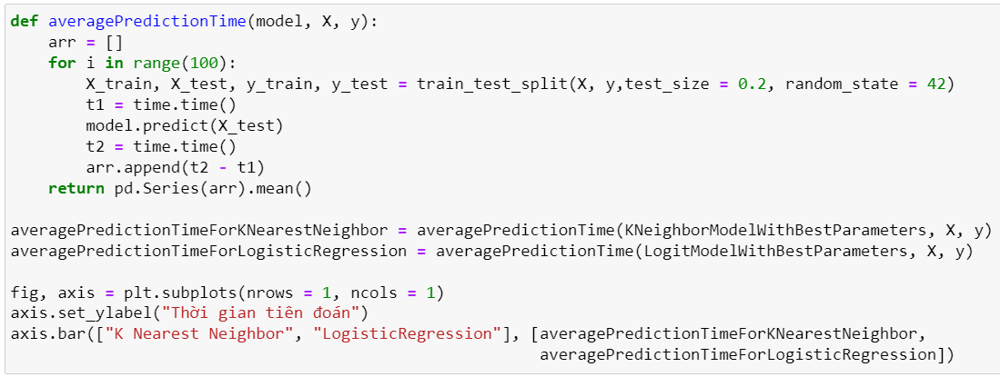 def averagePredictionTime(model, X, y):
    arr = []
    for i in range(100):
        X_train, X_test, y_train, y_test = train_test_split(X, y,test_size = 0.2, random_state = 42)
        t1 = time.time()
        model.predict(X_test)
        t2 = time.time()
        arr.append(t2 - t1)
    return pd.Series(arr).mean()

averagePredictionTimeForKNearestNeighbor = averagePredictionTime(KNeighborModelWithBestParameters, X, y)
averagePredictionTimeForLogisticRegression = averagePredictionTime(LogitModelWithBestParameters, X, y)

fig, axis = plt.subplots(nrows = 1, ncols = 1)
axis.set_ylabel("Thời gian tiên đoán")
axis.bar(["K Nearest Neighbor", "LogisticRegression"], [averagePredictionTimeForKNearestNeighbor,
                                                        averagePredictionTimeForLogisticRegression])